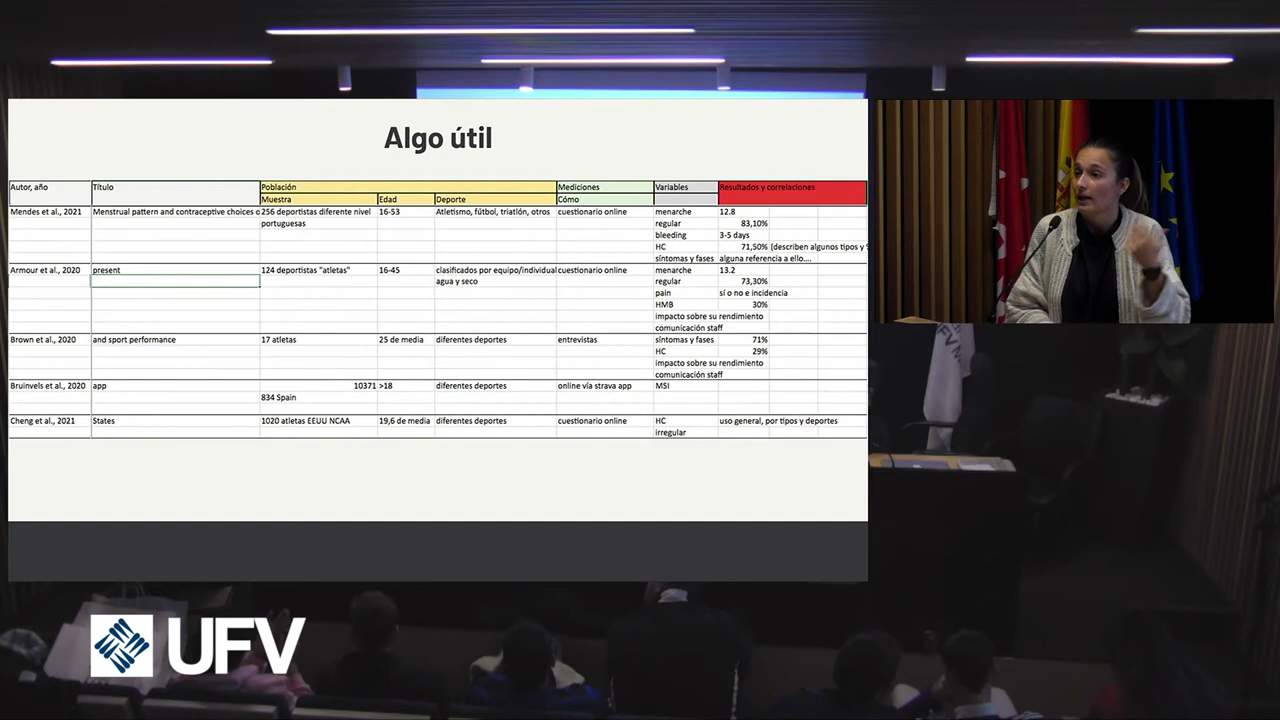 Algo útil
Autor, año Título Población Mediciones Variables Resultados y correlaciones
Muestra Edad Deporte Cómo
Mendes et al., 2021 Menstrual pattern and contraceptive choices o 256 deportistas diferente nivel 16-53 Atletismo, fútbol, triatlón, otros cuestionario online menarche 12.8
portuguesas regular 83,10%
bleeding 3-5 days
HC 71,50% (describen algunos tipos y
síntomas y fases alguna referencia a ello....
Armour et al., 2020 present 124 deportistas "atletas" 16-45 clasificados por equipo/individual cuestionario online menarche 13.2
agua y seco regular 73,30%
pain sí o no e incidencia
HMB 30%
impacto sobre su rendimiento
comunicación staff
Brown et al., 2020 and sport performance 17 atletas 25 de media diferentes deportes entrevistas síntomas y fases 71%
HC 29%
impacto sobre su rendimiento
comunicación staff
Bruinvels et al., 2020 app 10371 >18 diferentes deportes online vía strava app MSI
834 Spain
Cheng et al., 2021 States 1020 atletas EEUU NCAA 19,6 de media diferentes deportes cuestionario online HC uso general, por tipos y deportes
irregular
UFV